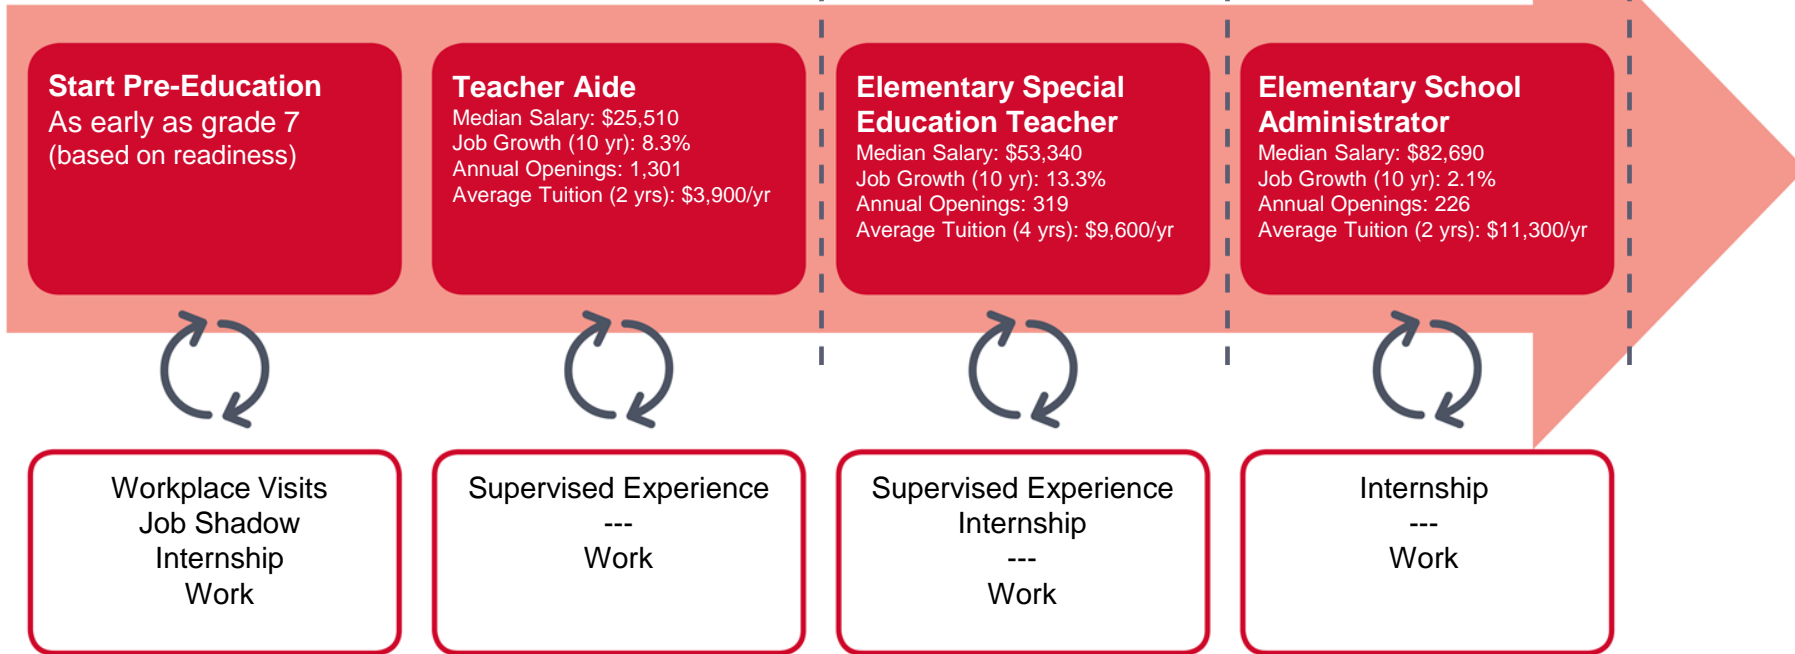 Start Pre-Education
As early as grade 7
(based on readiness)
Teacher Aide
Median Salary: $25,510
Job Growth (10 yr): 8.3%
Annual Openings: 1,301
Average Tuition (2 yrs): $3,900/yr
Elementary Special
Education Teacher
Median Salary: $53,340
Job Growth (10 yr): 13.3%
Annual Openings: 319
Average Tuition (4 yrs): $9,600/yr
Elementary School
Administrator
Median Salary: $82,690
Job Growth (10 yr): 2.1%
Annual Openings: 226
Average Tuition (2 yrs): $11,300/yr
Workplace Visits
Job Shadow
Internship
Work
Supervised Experience
---
Work
Supervised Experience
Internship
---
Work
Internship
---
Work